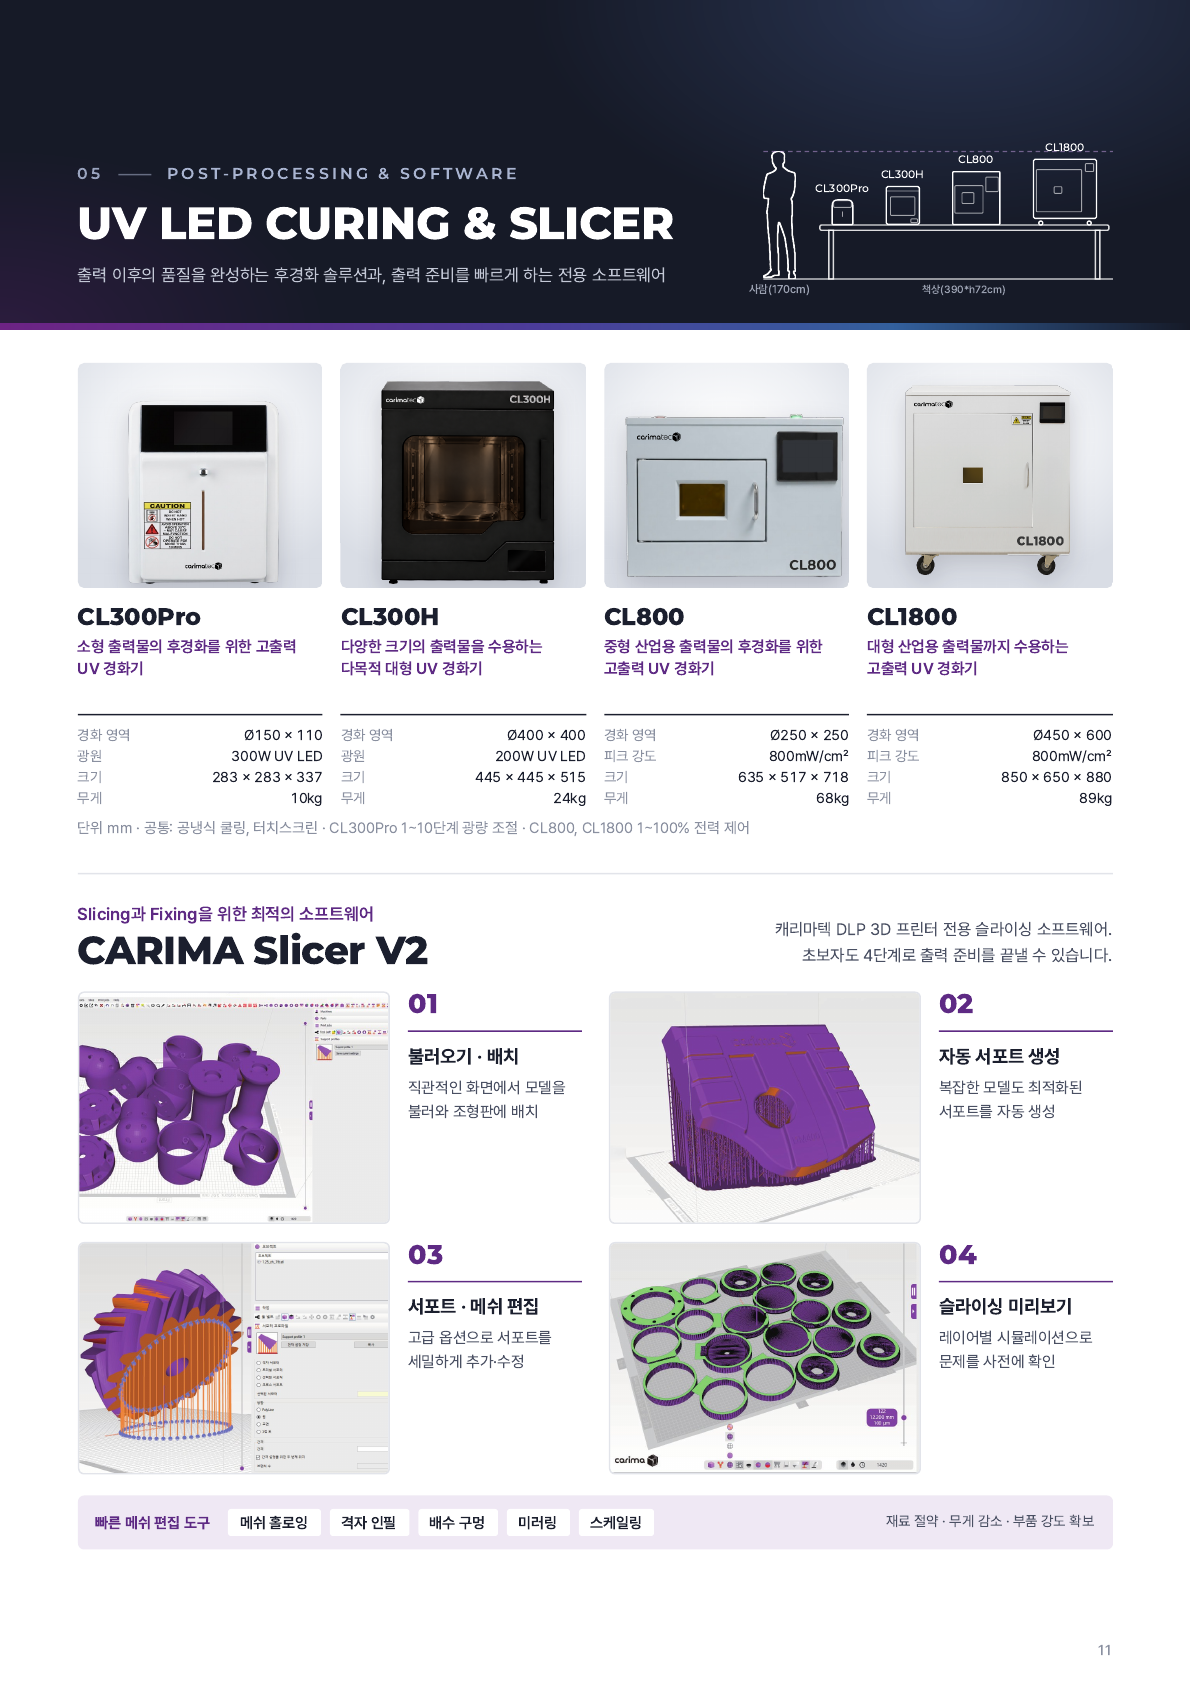 05 — POST-PROCESSING & SOFTWARE
UV LED CURING & SLICER
출력 이후의 품질을 완성하는 후경화 솔루션과, 출력 준비를 빠르게 하는 전용 소프트웨어
CL300Pro
CL300H
CL800
CL1800
사람(170cm)
책상(390*h72cm)
CAUTION
carimatec
carimatec
CL300H
carimatec
CL800
carimatec
CL1800
CL300Pro
소형 출력물의 후경화를 위한 고출력
UV 경화기
경화 영역 Ø150 × 110
광원 300W UV LED
크기 283 × 283 × 337
무게 10kg
CL300H
다양한 크기의 출력물을 수용하는
다목적 대형 UV 경화기
경화 영역 Ø400 × 400
광원 200W UV LED
크기 445 × 445 × 515
무게 24kg
CL800
중형 산업용 출력물의 후경화를 위한
고출력 UV 경화기
경화 영역 Ø250 × 250
피크 강도 800mW/cm²
크기 635 × 517 × 718
무게 68kg
CL1800
대형 산업용 출력물까지 수용하는
고출력 UV 경화기
경화 영역 Ø450 × 600
피크 강도 800mW/cm²
크기 850 × 650 × 880
무게 89kg
단위 mm · 공통: 공냉식 쿨링, 터치스크린 · CL300Pro 1~10단계 광량 조절 · CL800, CL1800 1~100% 전력 제어
Slicing과 Fixing을 위한 최적의 소프트웨어
CARIMA Slicer V2
캐리마텍 DLP 3D 프린터 전용 슬라이싱 소프트웨어.
초보자도 4단계로 출력 준비를 끝낼 수 있습니다.
01
불러오기 · 배치
직관적인 화면에서 모델을
불러와 조형판에 배치
02
자동 서포트 생성
복잡한 모델도 최적화된
서포트를 자동 생성
03
서포트 · 메쉬 편집
고급 옵션으로 서포트를
세밀하게 추가·수정
04
슬라이싱 미리보기
레이어별 시뮬레이션으로
문제를 사전에 확인
carima
빠른 메쉬 편집 도구
메쉬 홀로잉
격자 인필
배수 구멍
미러링
스케일링
재료 절약 · 무게 감소 · 부품 강도 확보
11